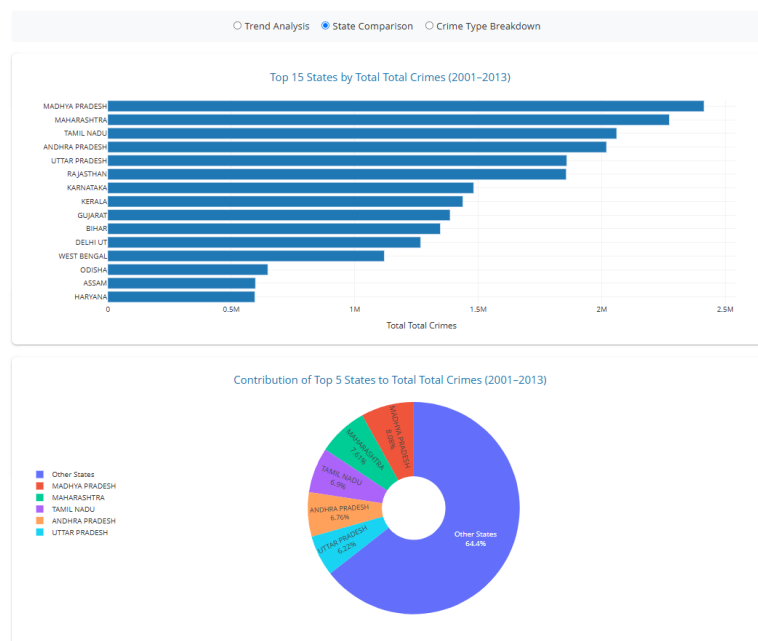 Trend Analysis State Comparison Crime Type Breakdown
Top 15 States by Total Total Crimes (2001–2013)
MADHYA PRADESH
MAHARASHTRA
TAMIL NADU
ANDHRA PRADESH
UTTAR PRADESH
RAJASTHAN
KARNATAKA
KERALA
GUJARAT
BIHAR
DELHI UT
WEST BENGAL
ODISHA
ASSAM
HARYANA
0 0.5M 1M 1.5M 2M 2.5M
Total Total Crimes
Contribution of Top 5 States to Total Total Crimes (2001–2013)
Other States
MADHYA PRADESH
MAHARASHTRA
TAMIL NADU
ANDHRA PRADESH
UTTAR PRADESH
MADHYA PRADESH
8.08%
MAHARASHTRA
7.61%
TAMIL NADU
6.9%
ANDHRA PRADESH
6.76%
UTTAR PRADESH
6.22%
Other States
64.4%